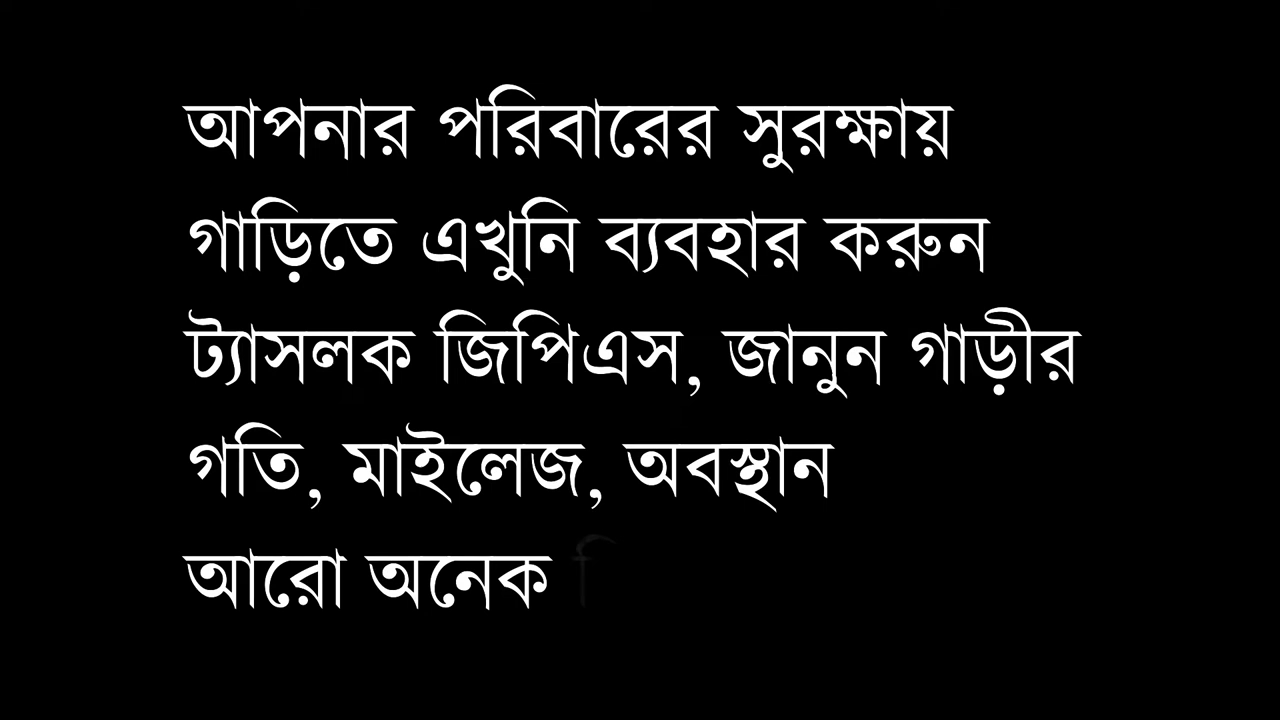 আপনার পরিবারের সুরক্ষায়
গাড়িতে এখুনি ব্যবহার করুন
ট্যাসলক জিপিএস, জানুন গাড়ীর
গতি, মাইলেজ, অবস্থান
আরো অনেক